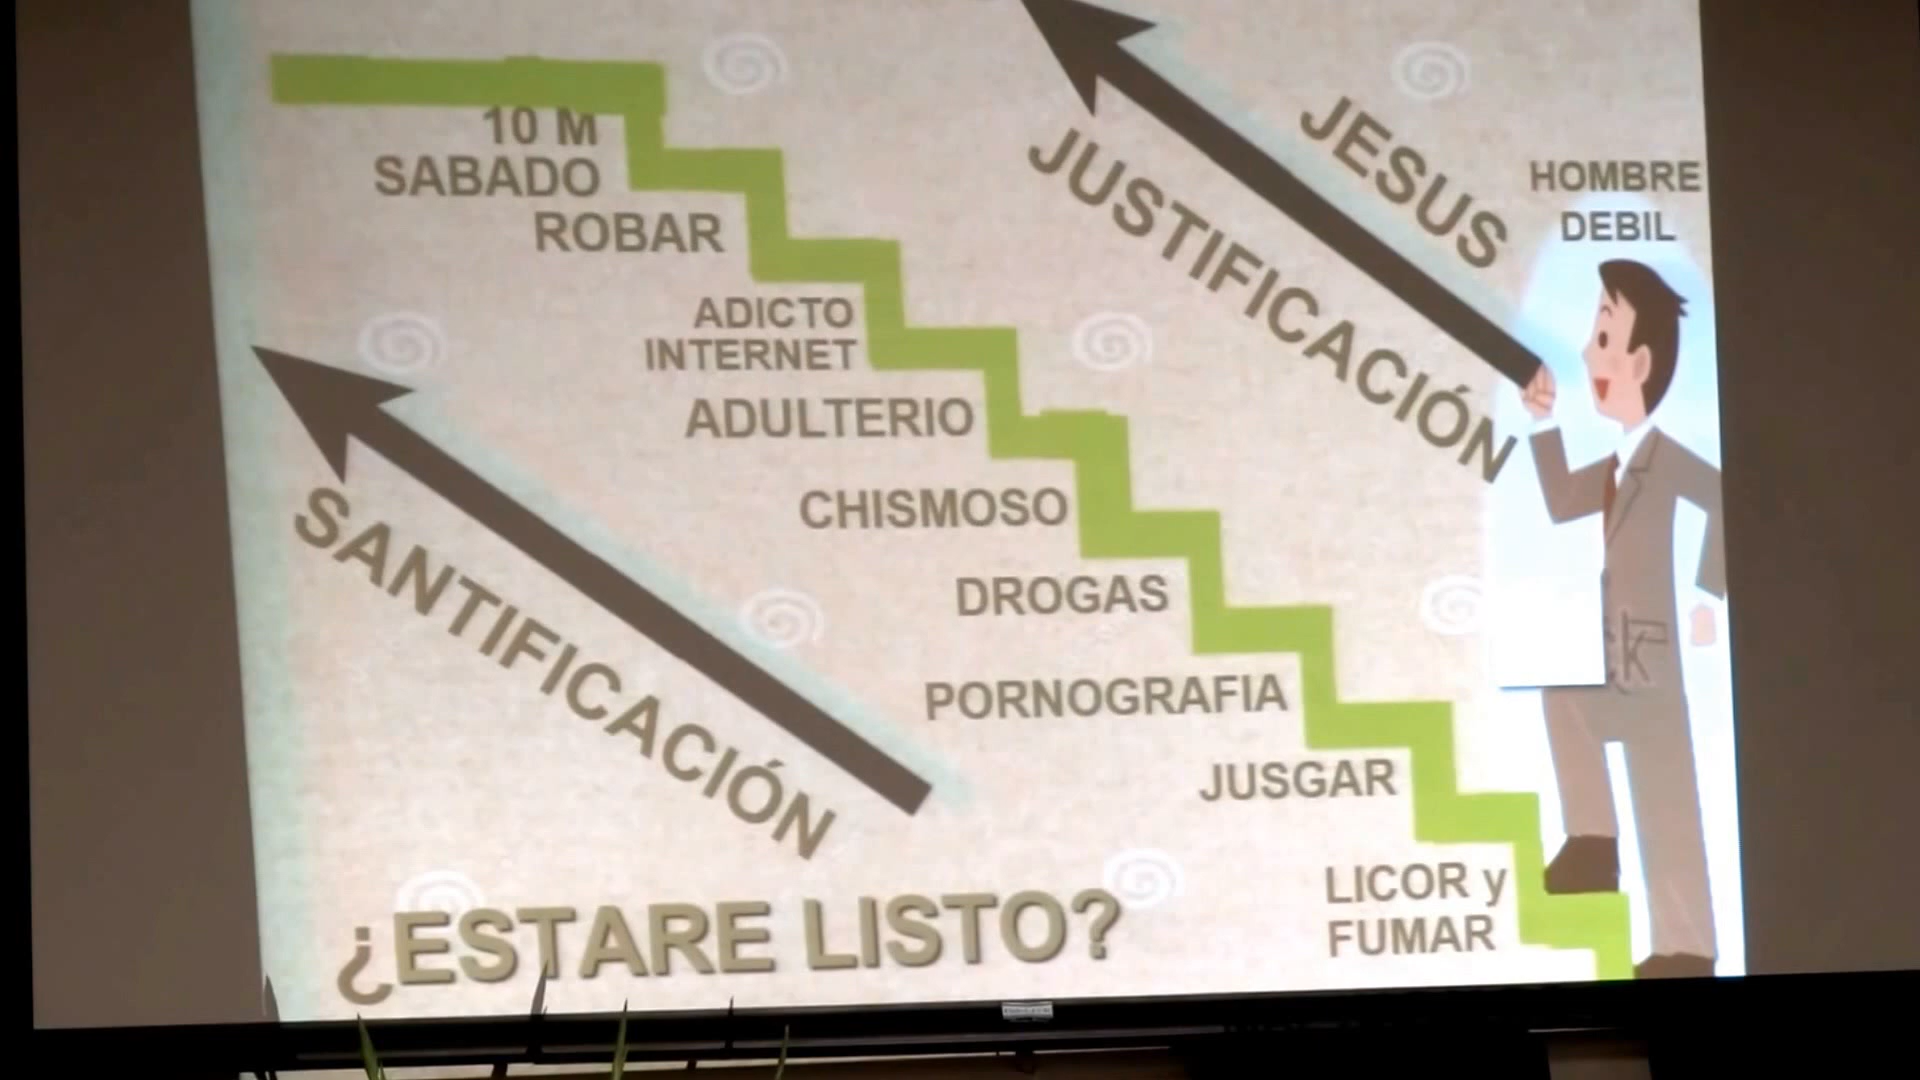 10 M
SABADO
ROBAR
ADICTO
INTERNET
ADULTERIO
CHISMOSO
DROGAS
PORNOGRAFIA
JUSGAR
LICOR y
FUMAR
JESUS
JUSTIFICACIÓN
HOMBRE
DEBIL
SANTIFICACIÓN
¿ESTARE LISTO?